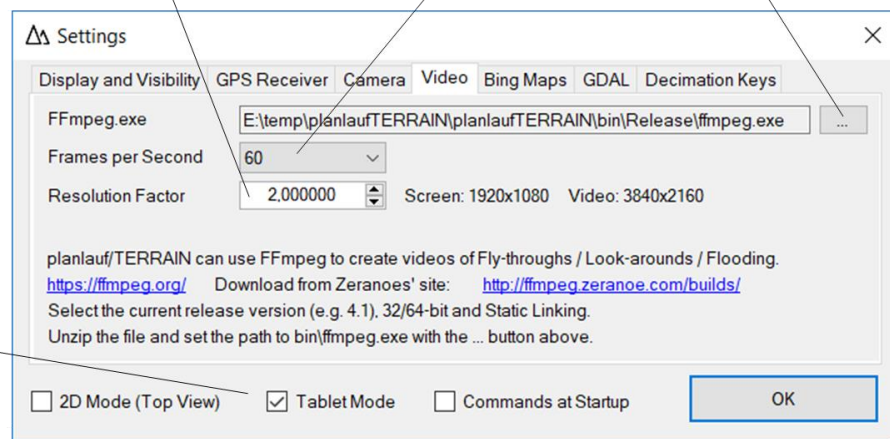 Settings
Display and Visibility GPS Receiver Camera Video Bing Maps GDAL Decimation Keys
FFmpeg.exe E:\temp\planlaufTERRAIN\planlaufTERRAIN\bin\Release\ffmpeg.exe ...
Frames per Second 60
Resolution Factor 2,000000 Screen: 1920x1080 Video: 3840x2160
planlauf/TERRAIN can use FFmpeg to create videos of Fly-throughs / Look-arounds / Flooding.
https://ffmpeg.org/ Download from Zeranoes' site: http://ffmpeg.zeranoe.com/builds/
Select the current release version (e.g. 4.1), 32/64-bit and Static Linking.
Unzip the file and set the path to bin\ffmpeg.exe with the ... button above.
2D Mode (Top View) Tablet Mode Commands at Startup OK